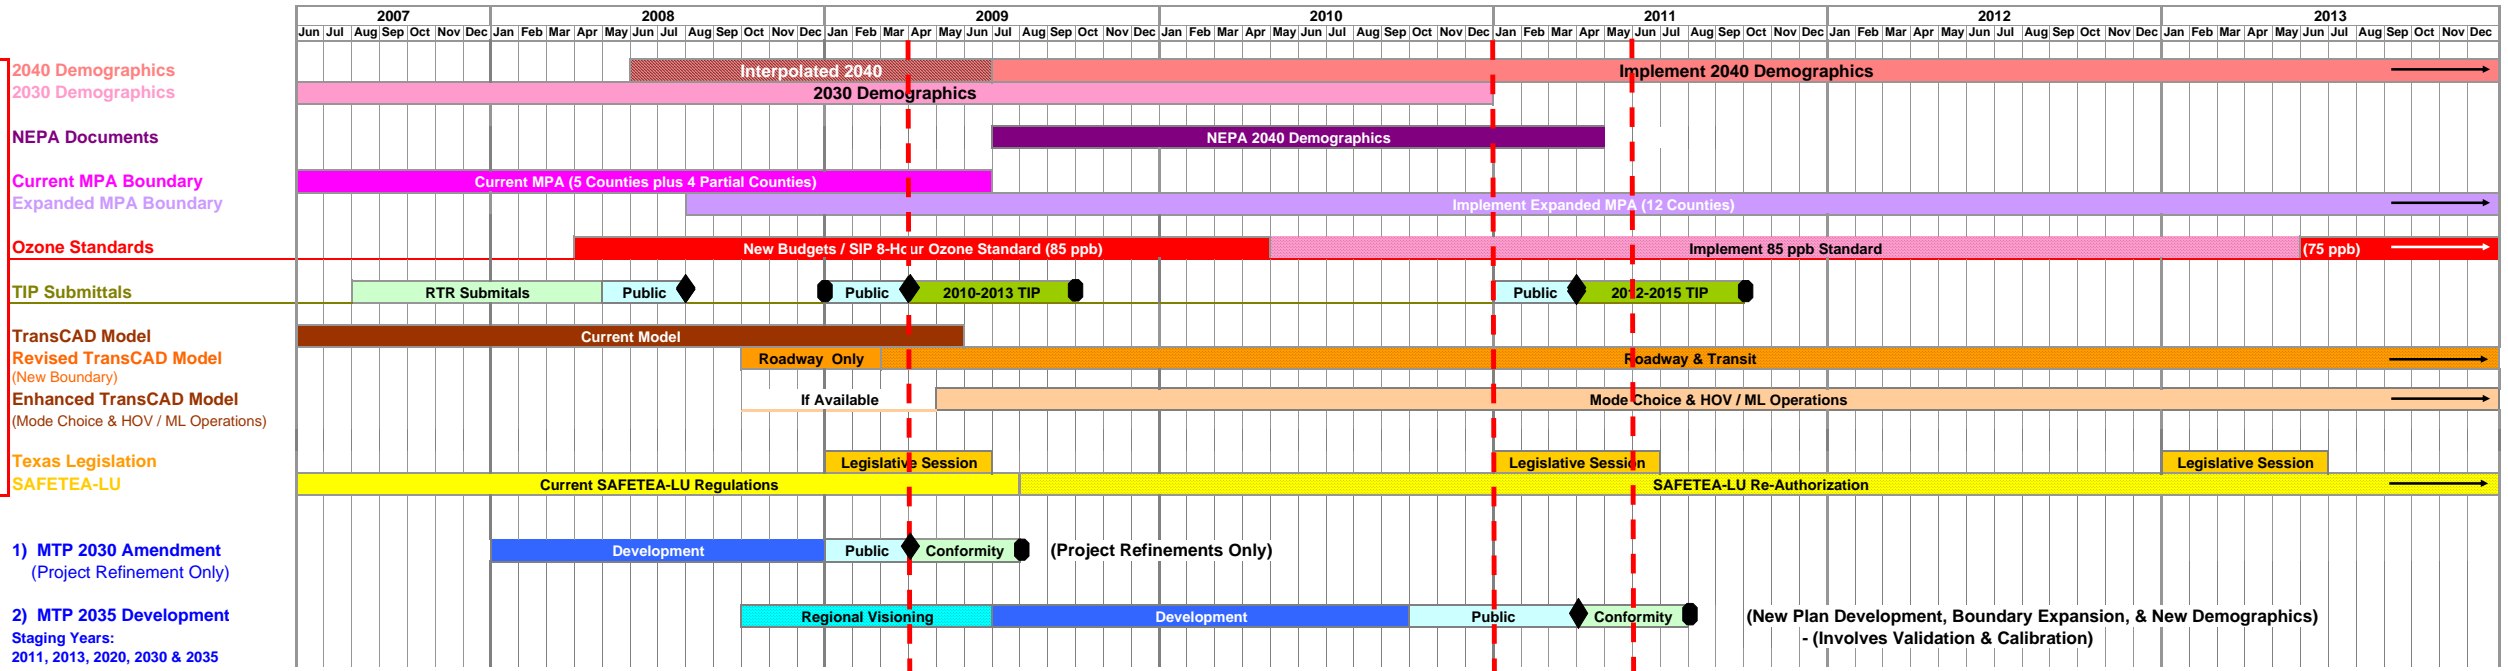 2007 2008 2009 2010 2011 2012 2013
Jun Jul Aug Sep Oct Nov Dec Jan Feb Mar Apr May Jun Jul Aug Sep Oct Nov Dec Jan Feb Mar Apr May Jun Jul Aug Sep Oct Nov Dec Jan Feb Mar Apr May Jun Jul Aug Sep Oct Nov Dec Jan Feb Mar Apr May Jun Jul Aug Sep Oct Nov Dec Jan Feb Mar Apr May Jun Jul Aug Sep Oct Nov Dec Jan Feb Mar Apr May Jun Jul Aug Sep Oct Nov Dec
2040 Demographics Interpolated 2040 Implement 2040 Demographics
2030 Demographics 2030 Demographics
NEPA Documents NEPA 2040 Demographics
Current MPA Boundary Current MPA (5 Counties plus 4 Partial Counties)
Expanded MPA Boundary Implement Expanded MPA (12 Counties)
Ozone Standards New Budgets / SIP 8-Hour Ozone Standard (85 ppb) Implement 85 ppb Standard (75 ppb)
TIP Submittals RTR Submitals Public Public 2010-2013 TIP Public 2012-2015 TIP
TransCAD Model Current Model
Revised TransCAD Model Roadway Only Roadway & Transit
(New Boundary)
Enhanced TransCAD Model If Available Mode Choice & HOV / ML Operations
(Mode Choice & HOV / ML Operations)
Texas Legislation Legislative Session Legislative Session Legislative Session
SAFETEA-LU Current SAFETEA-LU Regulations SAFETEA-LU Re-Authorization
1) MTP 2030 Amendment Development Public Conformity (Project Refinements Only)
(Project Refinement Only)
2) MTP 2035 Development Regional Visioning Development Public Conformity (New Plan Development, Boundary Expansion, & New Demographics)
Staging Years: - (Involves Validation & Calibration)
2011, 2013, 2020, 2030 & 2035